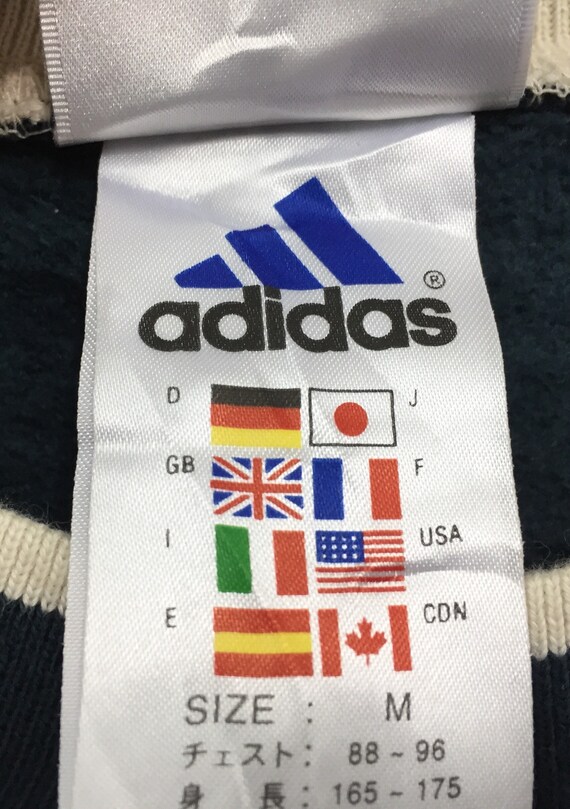 adidas®
D J
GB F
I USA
E CDN
SIZE : M
チェスト: 88 ~ 96
身 長: 165 ~ 175